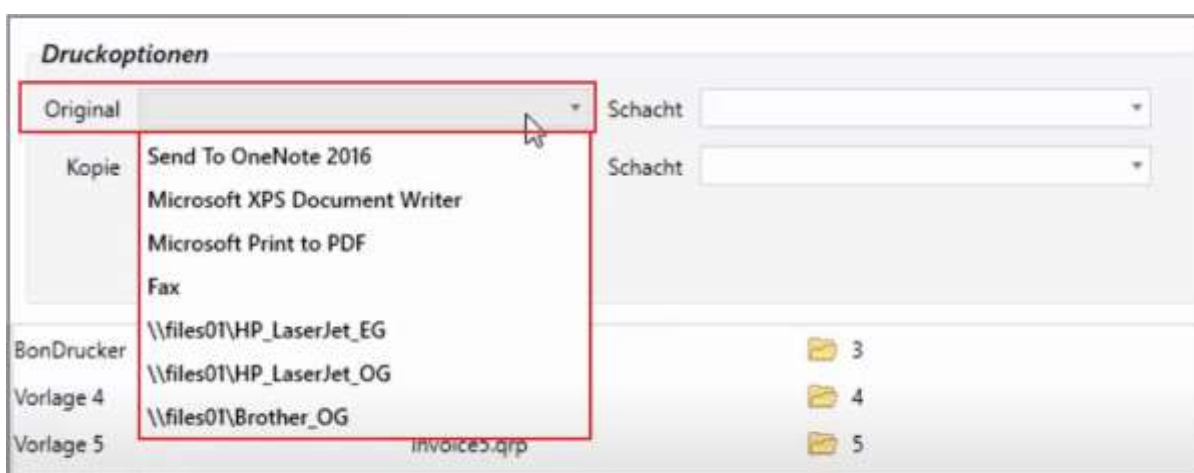 Druckoptionen
Original
Schacht
Kopie
Send To OneNote 2016
Schacht
Microsoft XPS Document Writer
Microsoft Print to PDF
Fax
\\files01\HP_LaserJet_EG
BonDrucker
3
\\files01\HP_LaserJet_OG
Vorlage 4
4
\\files01\Brother_OG
Vorlage 5
invoice5.qrp
5